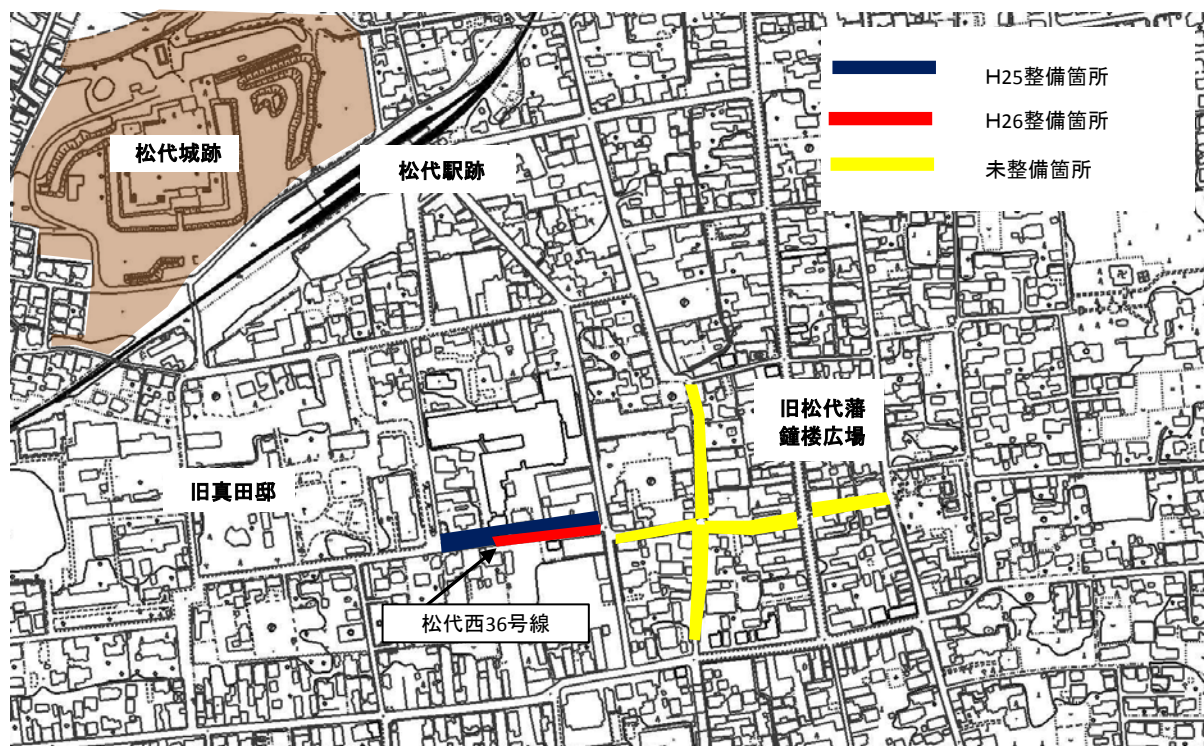 H25整備箇所
H26整備箇所
未整備箇所
松代城跡
松代駅跡
旧松代藩
鐘楼広場
旧真田邸
松代西36号線